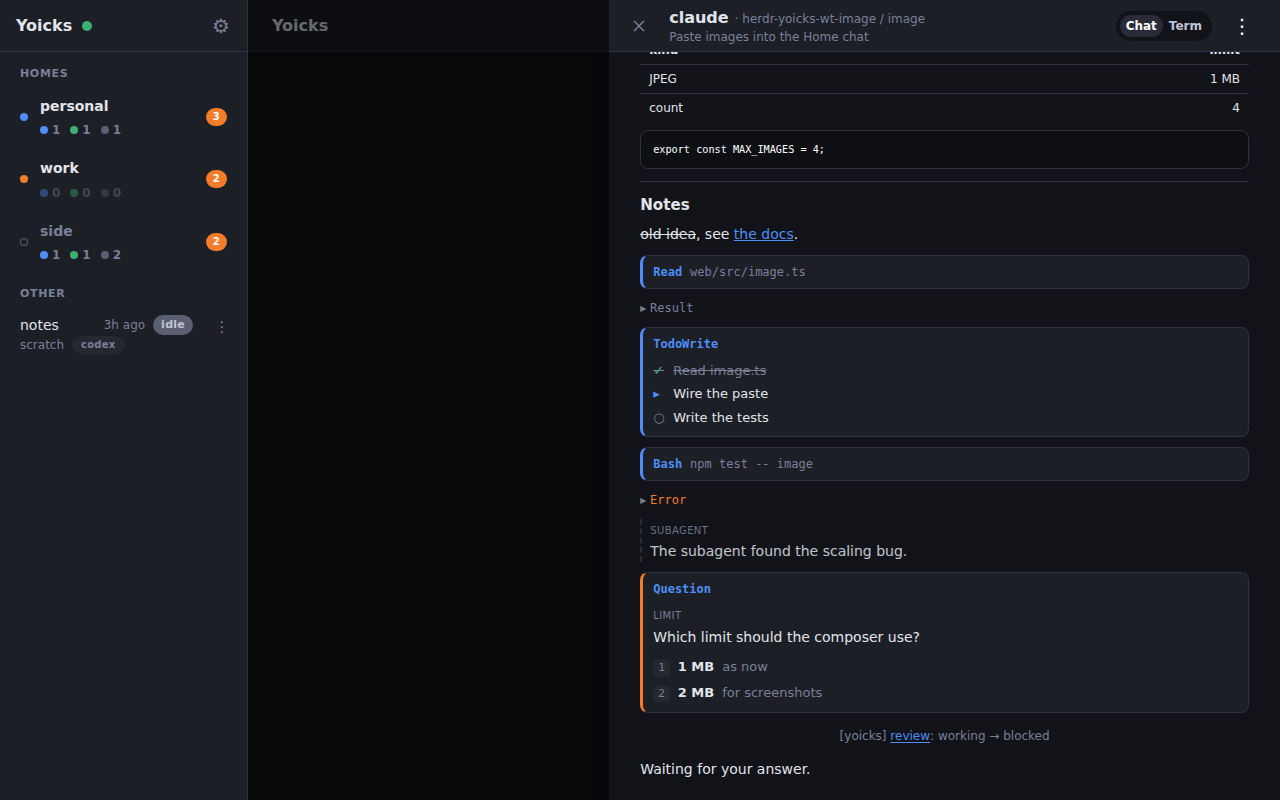 Yoicks
HOMES
personal
3
1 1 1
work
2
0 0 0
side
2
1 1 2
OTHER
notes 3h ago idle
scratch codex
Yoicks
claude · herdr-yoicks-wt-image / image
Paste images into the Home chat
Chat Term
JPEG 1 MB
count 4
export const MAX_IMAGES = 4;
Notes
old idea, see the docs.
Read web/src/image.ts
Result
TodoWrite
Read image.ts
Wire the paste
Write the tests
Bash npm test -- image
Error
SUBAGENT
The subagent found the scaling bug.
Question
LIMIT
Which limit should the composer use?
1 1 MB as now
2 2 MB for screenshots
[yoicks] review: working → blocked
Waiting for your answer.